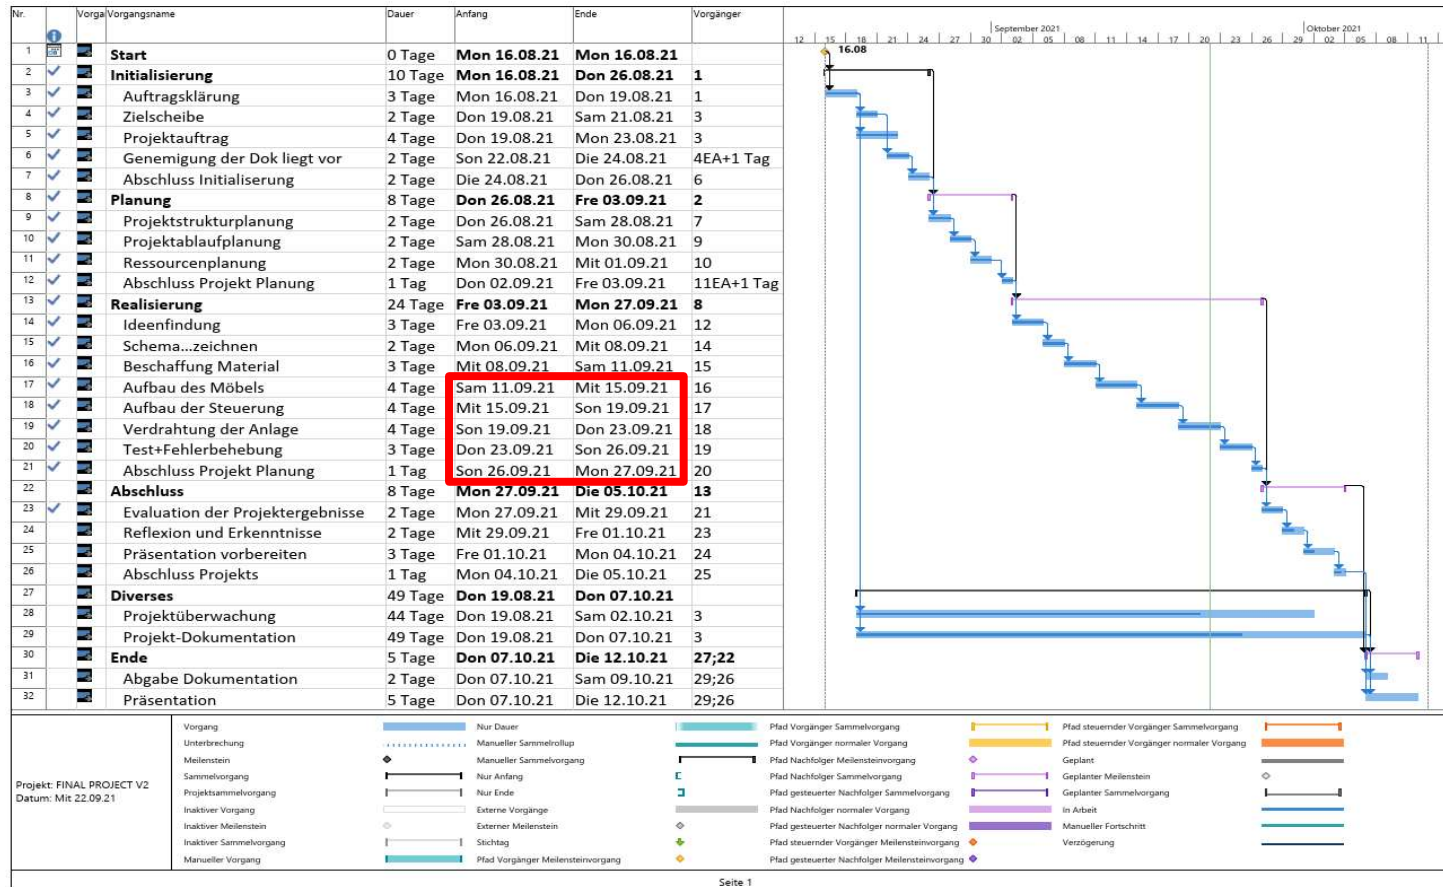 Nr. Vorga Vorgangsname Dauer Anfang Ende Vorgänger
September 2021 Oktober 2021
12 15 18 21 24 27 30 02 05 08 11 14 17 20 23 26 29 02 05 08 11
1 Start 0 Tage Mon 16.08.21 Mon 16.08.21 16.08
2 Initialisierung 10 Tage Mon 16.08.21 Don 26.08.21 1
3 Auftragsklärung 3 Tage Mon 16.08.21 Don 19.08.21 1
4 Zielscheibe 2 Tage Don 19.08.21 Sam 21.08.21 3
5 Projektauftrag 4 Tage Don 19.08.21 Mon 23.08.21 3
6 Genemigung der Dok liegt vor 2 Tage Son 22.08.21 Die 24.08.21 4EA+1 Tag
7 Abschluss Initialiserung 2 Tage Die 24.08.21 Don 26.08.21 6
8 Planung 8 Tage Don 26.08.21 Fre 03.09.21 2
9 Projektstrukturplanung 2 Tage Don 26.08.21 Sam 28.08.21 7
10 Projektablaufplanung 2 Tage Sam 28.08.21 Mon 30.08.21 9
11 Ressourcenplanung 2 Tage Mon 30.08.21 Mit 01.09.21 10
12 Abschluss Projekt Planung 1 Tag Don 02.09.21 Fre 03.09.21 11EA+1 Tag
13 Realisierung 24 Tage Fre 03.09.21 Mon 27.09.21 8
14 Ideenfindung 3 Tage Fre 03.09.21 Mon 06.09.21 12
15 Schema...zeichnen 2 Tage Mon 06.09.21 Mit 08.09.21 14
16 Beschaffung Material 3 Tage Mit 08.09.21 Sam 11.09.21 15
17 Aufbau des Möbels 4 Tage Sam 11.09.21 Mit 15.09.21 16
18 Aufbau der Steuerung 4 Tage Mit 15.09.21 Son 19.09.21 17
19 Verdrahtung der Anlage 4 Tage Son 19.09.21 Don 23.09.21 18
20 Test+Fehlerbehebung 3 Tage Don 23.09.21 Son 26.09.21 19
21 Abschluss Projekt Planung 1 Tag Son 26.09.21 Mon 27.09.21 20
22 Abschluss 8 Tage Mon 27.09.21 Die 05.10.21 13
23 Evaluation der Projektergebnisse 2 Tage Mon 27.09.21 Mit 29.09.21 21
24 Reflexion und Erkenntnisse 2 Tage Mit 29.09.21 Fre 01.10.21 23
25 Präsentation vorbereiten 3 Tage Fre 01.10.21 Mon 04.10.21 24
26 Abschluss Projekts 1 Tag Mon 04.10.21 Die 05.10.21 25
27 Diverses 49 Tage Don 19.08.21 Don 07.10.21
28 Projektüberwachung 44 Tage Don 19.08.21 Sam 02.10.21 3
29 Projekt-Dokumentation 49 Tage Don 19.08.21 Don 07.10.21 3
30 Ende 5 Tage Don 07.10.21 Die 12.10.21 27;22
31 Abgabe Dokumentation 2 Tage Don 07.10.21 Sam 09.10.21 29;26
32 Präsentation 5 Tage Don 07.10.21 Die 12.10.21 29;26
Projekt: FINAL PROJECT V2
Datum: Mit 22.09.21
Vorgang Nur Dauer Pfad Vorgänger Sammelvorgang Pfad steuernder Vorgänger Sammelvorgang
Unterbrechung Manueller Sammelrollup Pfad Vorgänger normaler Vorgang Pfad steuernder Vorgänger normaler Vorgang
Meilenstein Manueller Sammelvorgang Pfad Nachfolger Meilensteinvorgang Geplant
Sammelvorgang Nur Anfang Pfad Nachfolger Sammelvorgang Geplanter Meilenstein
Projektsammelvorgang Nur Ende Pfad gesteuerter Nachfolger Sammelvorgang Geplanter Sammelvorgang
Inaktiver Vorgang Externe Vorgänge Pfad Nachfolger normaler Vorgang In Arbeit
Inaktiver Meilenstein Externer Meilenstein Pfad gesteuerter Nachfolger normaler Vorgang Manueller Fortschritt
Inaktiver Sammelvorgang Stichtag Pfad steuernder Vorgänger Meilensteinvorgang Verzögerung
Manueller Vorgang Pfad Vorgänger Meilensteinvorgang Pfad gesteuerter Nachfolger Meilensteinvorgang
Seite 1